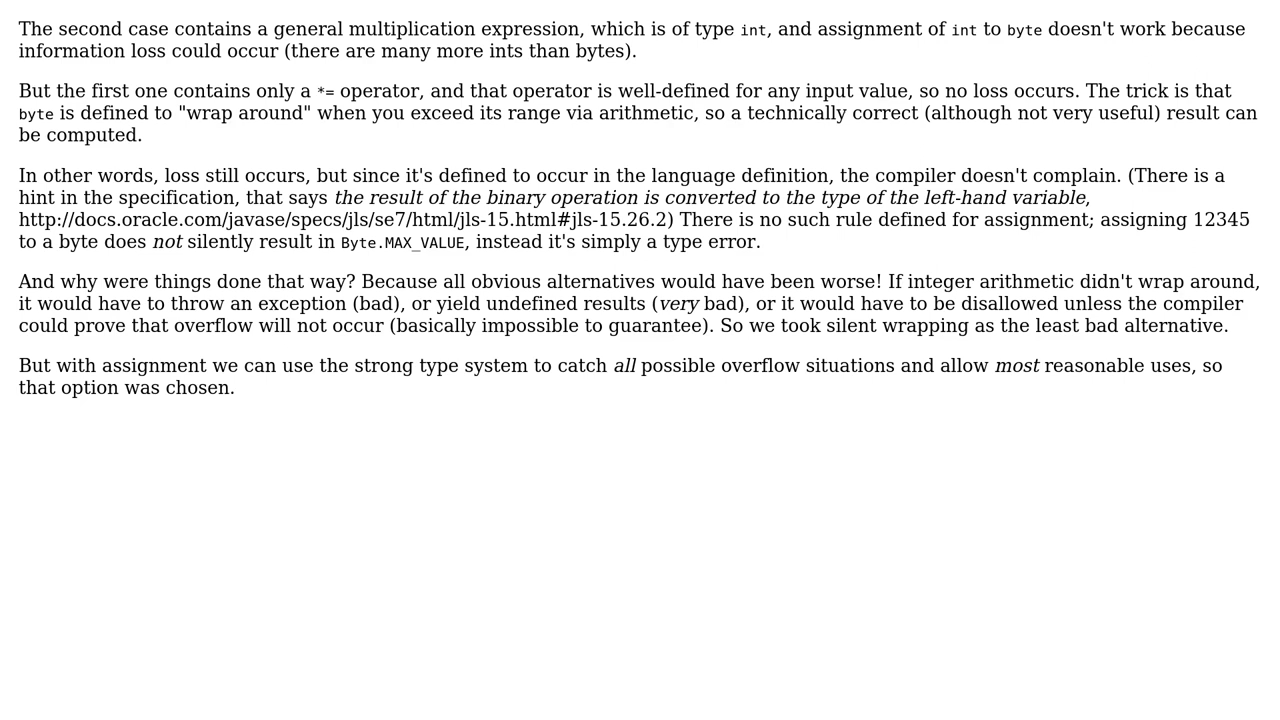 The second case contains a general multiplication expression, which is of type int, and assignment of int to byte doesn't work because
information loss could occur (there are many more ints than bytes).
But the first one contains only a *= operator, and that operator is well-defined for any input value, so no loss occurs. The trick is that
byte is defined to "wrap around" when you exceed its range via arithmetic, so a technically correct (although not very useful) result can
be computed.
In other words, loss still occurs, but since it's defined to occur in the language definition, the compiler doesn't complain. (There is a
hint in the specification, that says the result of the binary operation is converted to the type of the left-hand variable,
http://docs.oracle.com/javase/specs/jls/se7/html/jls-15.html#jls-15.26.2) There is no such rule defined for assignment; assigning 12345
to a byte does not silently result in Byte.MAX_VALUE, instead it's simply a type error.
And why were things done that way? Because all obvious alternatives would have been worse! If integer arithmetic didn't wrap around,
it would have to throw an exception (bad), or yield undefined results (very bad), or it would have to be disallowed unless the compiler
could prove that overflow will not occur (basically impossible to guarantee). So we took silent wrapping as the least bad alternative.
But with assignment we can use the strong type system to catch all possible overflow situations and allow most reasonable uses, so
that option was chosen.